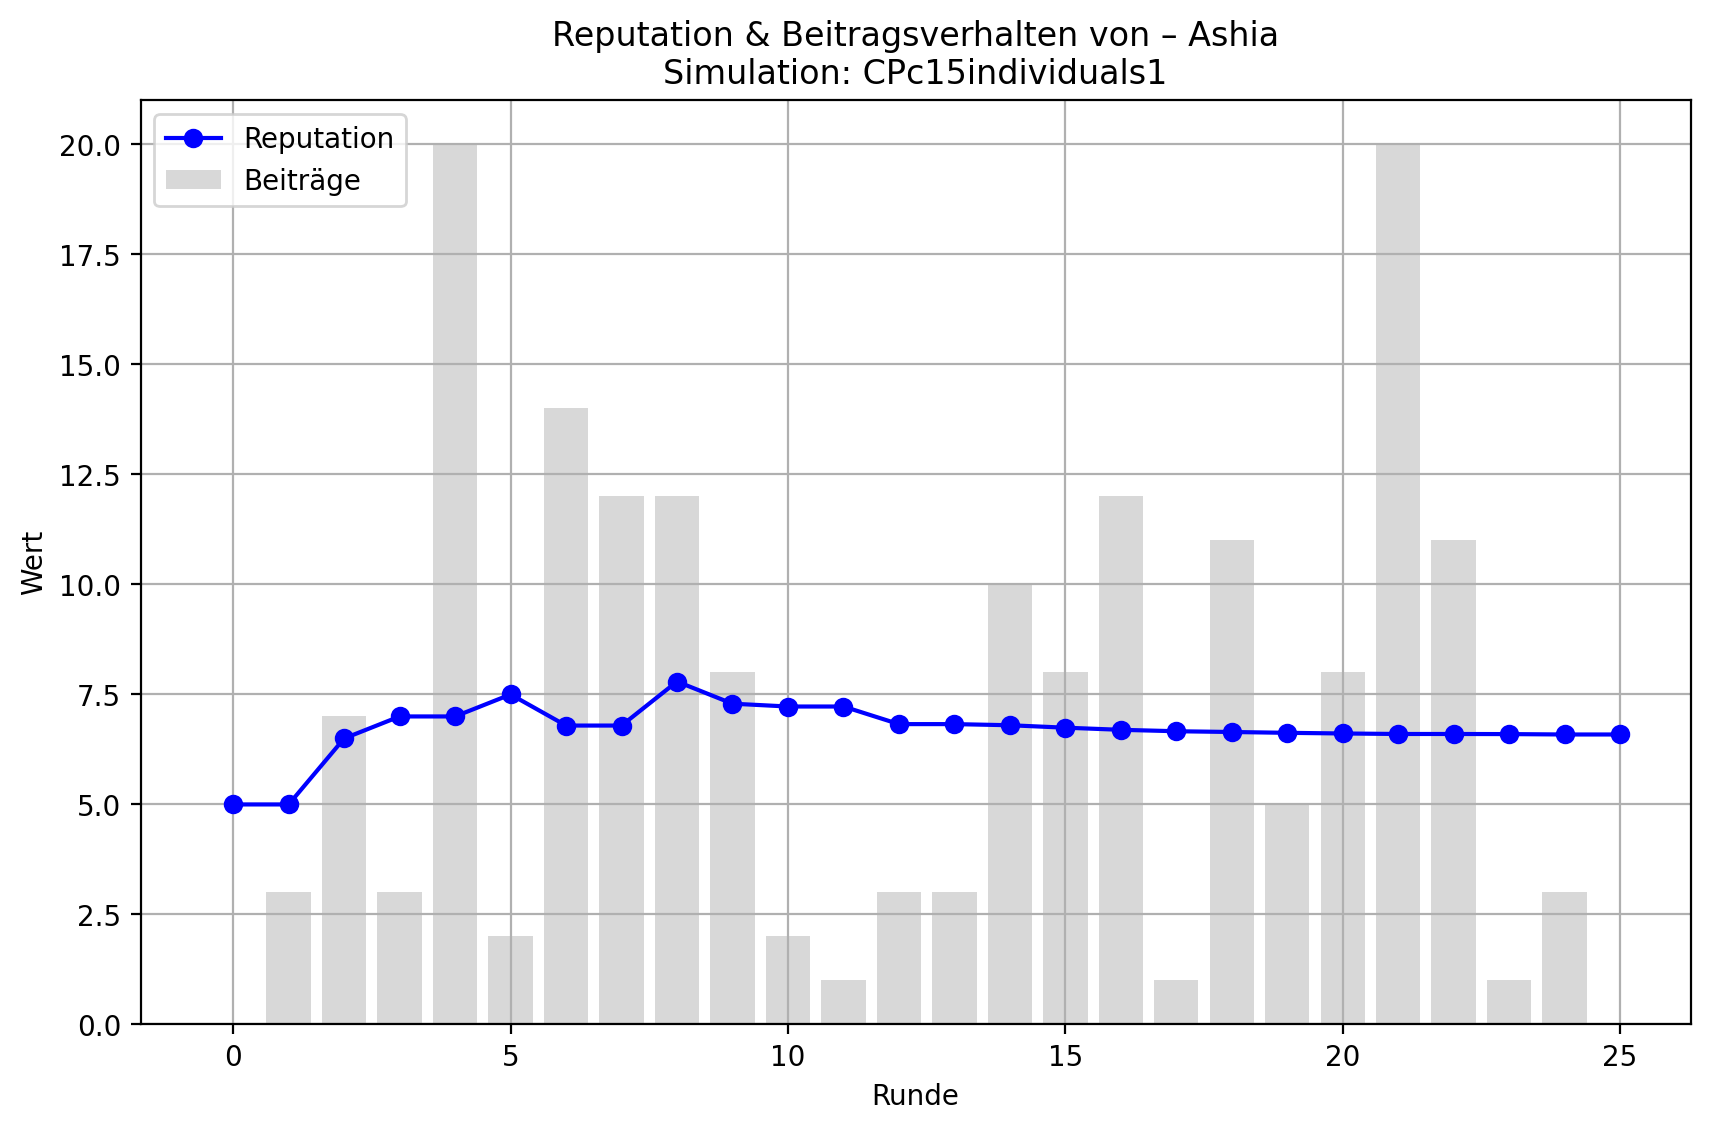 Reputation & Beitragsverhalten von – Ashia
Simulation: CPc15individuals1
Reputation
Beiträge
20.0
17.5
15.0
12.5
10.0
7.5
5.0
2.5
0.0
Wert
0 5 10 15 20 25
Runde